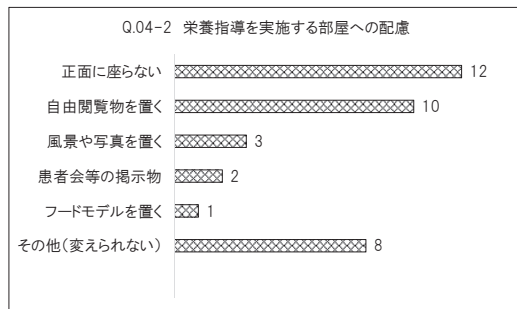 Q.04-2 栄養指導を実施する部屋への配慮
正面に座らない 12
自由閲覧物を置く 10
風景や写真を置く 3
患者会等の掲示物 2
フードモデルを置く 1
その他(変えられない) 8